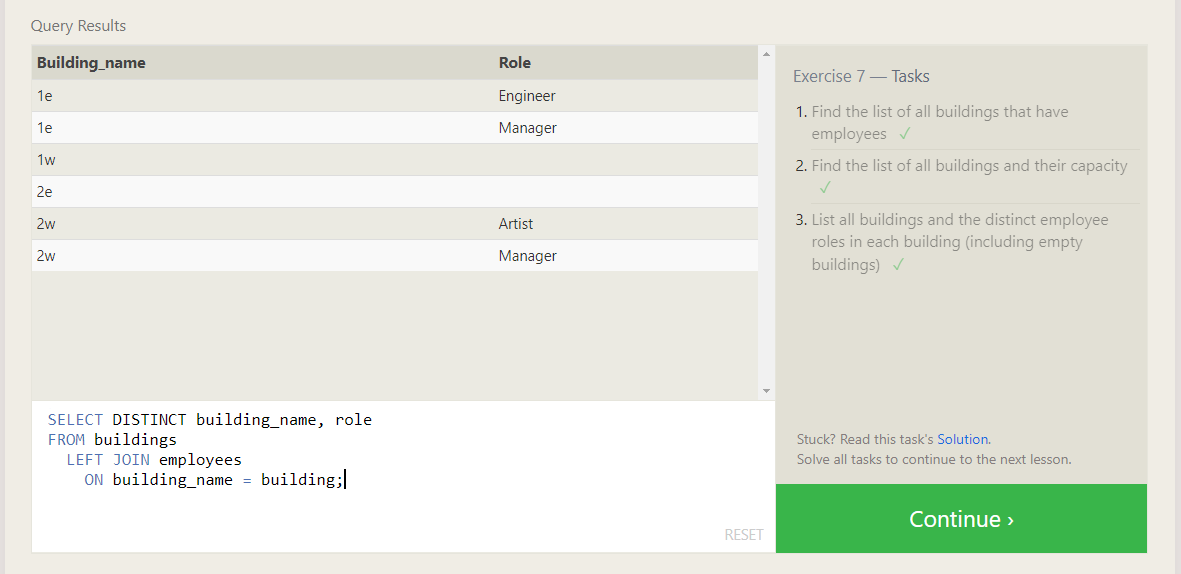 Query Results
Building_name Role
1e Engineer
1e Manager
1w
2e
2w Artist
2w Manager
SELECT DISTINCT building_name, role
FROM buildings
LEFT JOIN employees
ON building_name = building;
RESET
Exercise 7 — Tasks
1. Find the list of all buildings that have
employees ✓
2. Find the list of all buildings and their capacity
✓
3. List all buildings and the distinct employee
roles in each building (including empty
buildings) ✓
Stuck? Read this task's Solution.
Solve all tasks to continue to the next lesson.
Continue ›